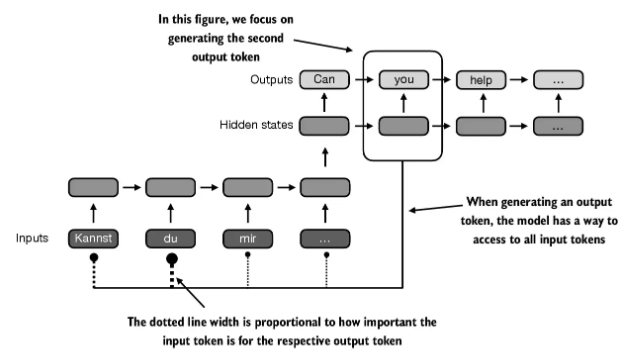 In this figure, we focus on
generating the second
output token
Outputs Can you help ...
Hidden states ...
Inputs Kannst du mir ...
When generating an output
token, the model has a way to
access to all input tokens
The dotted line width is proportional to how important the
input token is for the respective output token